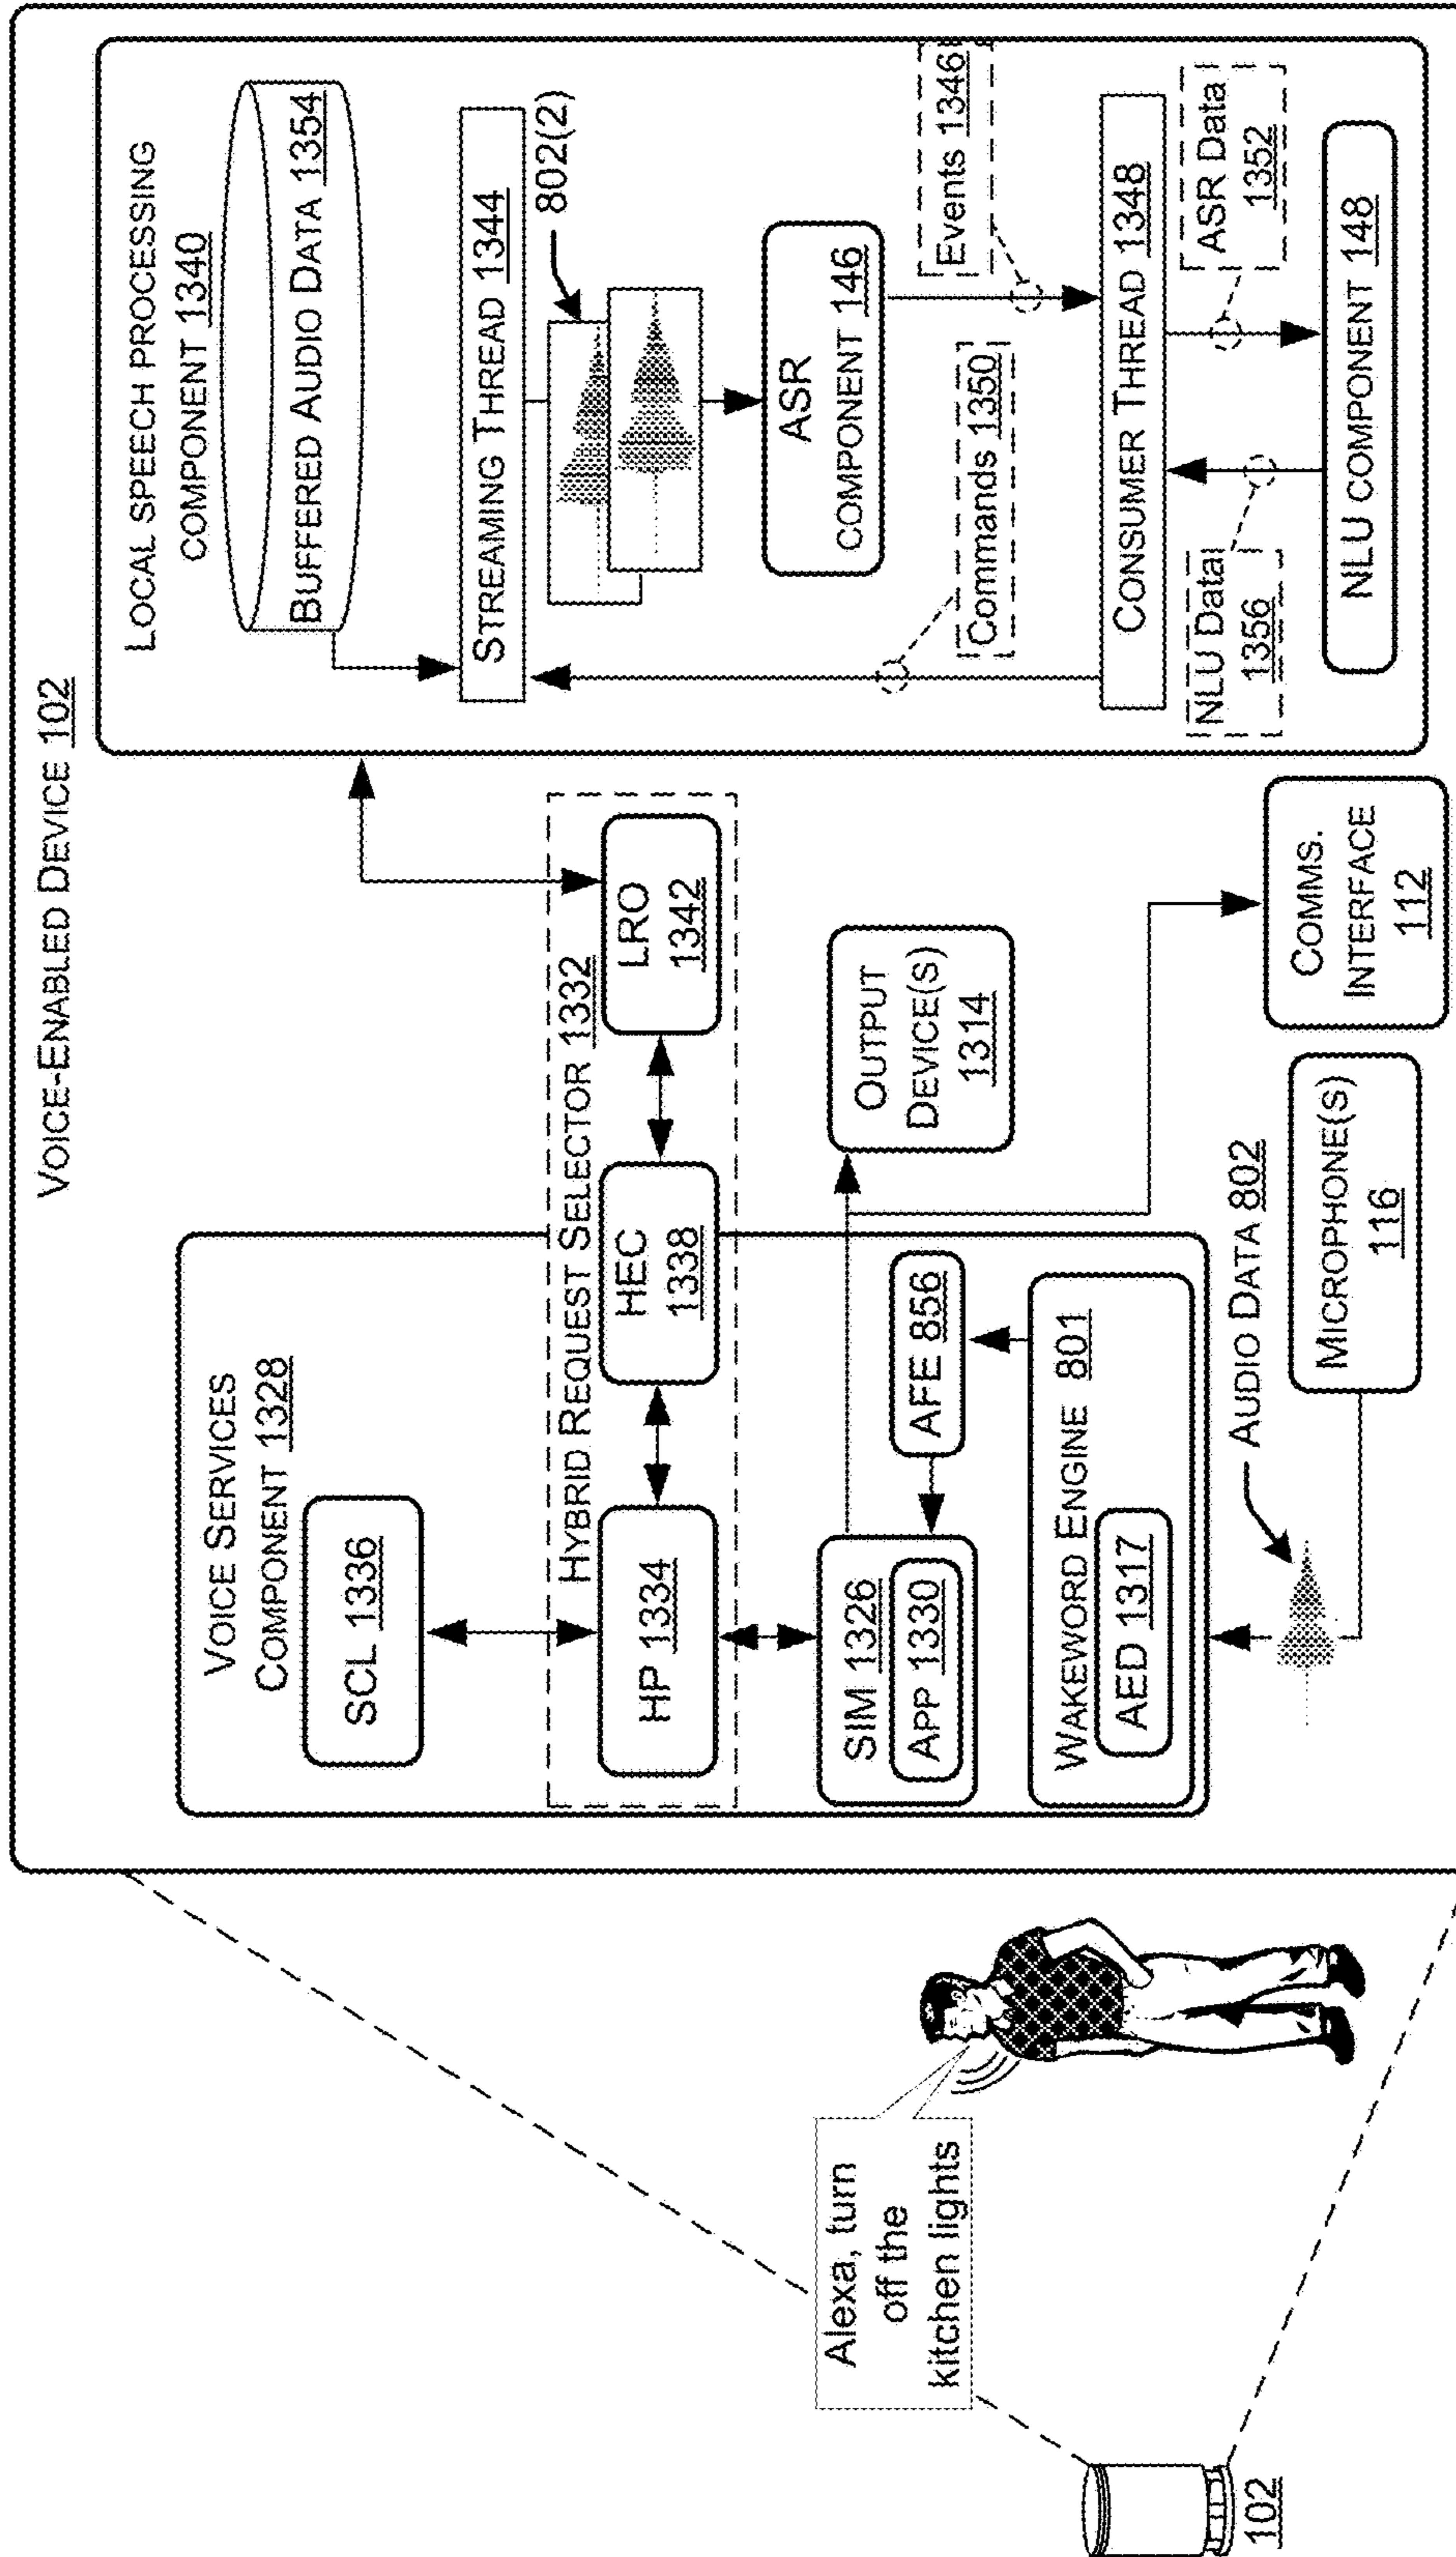 VOICE-ENABLED DEVICE 102
VOICE SERVICES
COMPONENT 1328
SCL 1336
HYBRID REQUEST SELECTOR 1332
HP 1334
HEC
1338
LRO
1342
SIM 1326
APP 1330
AFE 856
WAKEWORD ENGINE 801
AED 1317
OUTPUT
DEVICE(S)
1314
AUDIO DATA 802
MICROPHONE(S)
116
COMMS.
INTERFACE
112
LOCAL SPEECH PROCESSING
COMPONENT 1340
BUFFERED AUDIO DATA 1354
STREAMING THREAD 1344
802(2)
ASR
COMPONENT 146
Commands 1350
Events 1346
CONSUMER THREAD 1348
NLU Data
1356
ASR Data
1352
NLU COMPONENT 148
Alexa, turn
off the
kitchen lights
102